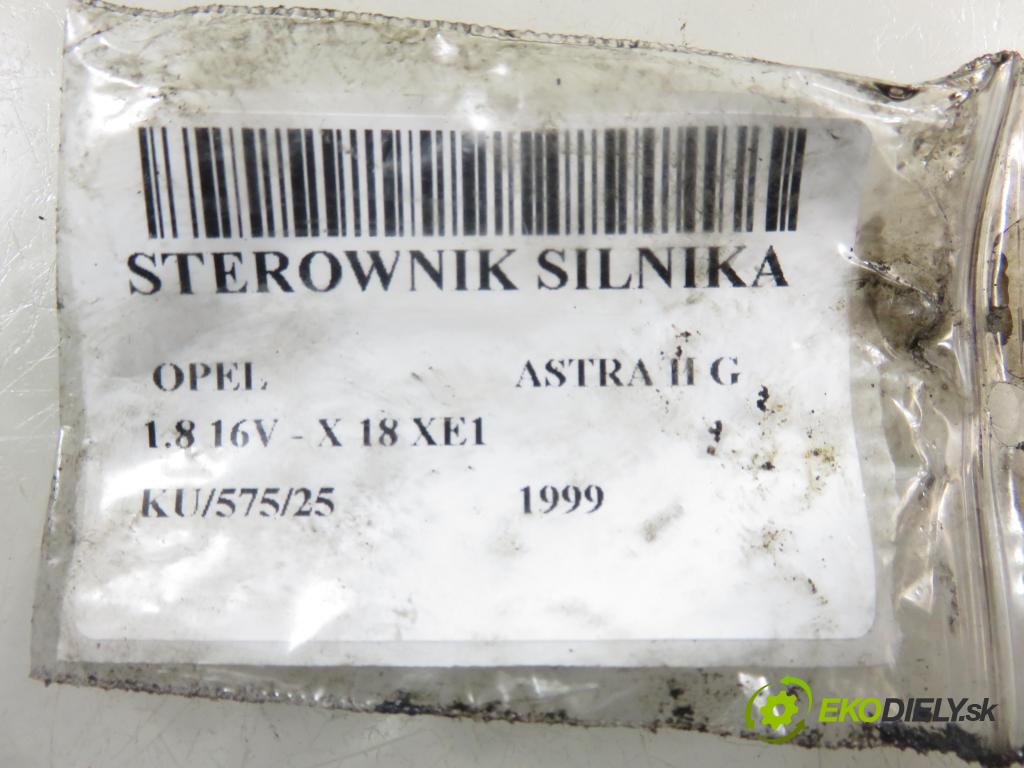 STEROWNIK SILNIKA
OPEL ASTRA II G
1.8 16V - X 18 XE1
KU/575/25 1999
EKODIELY.sk